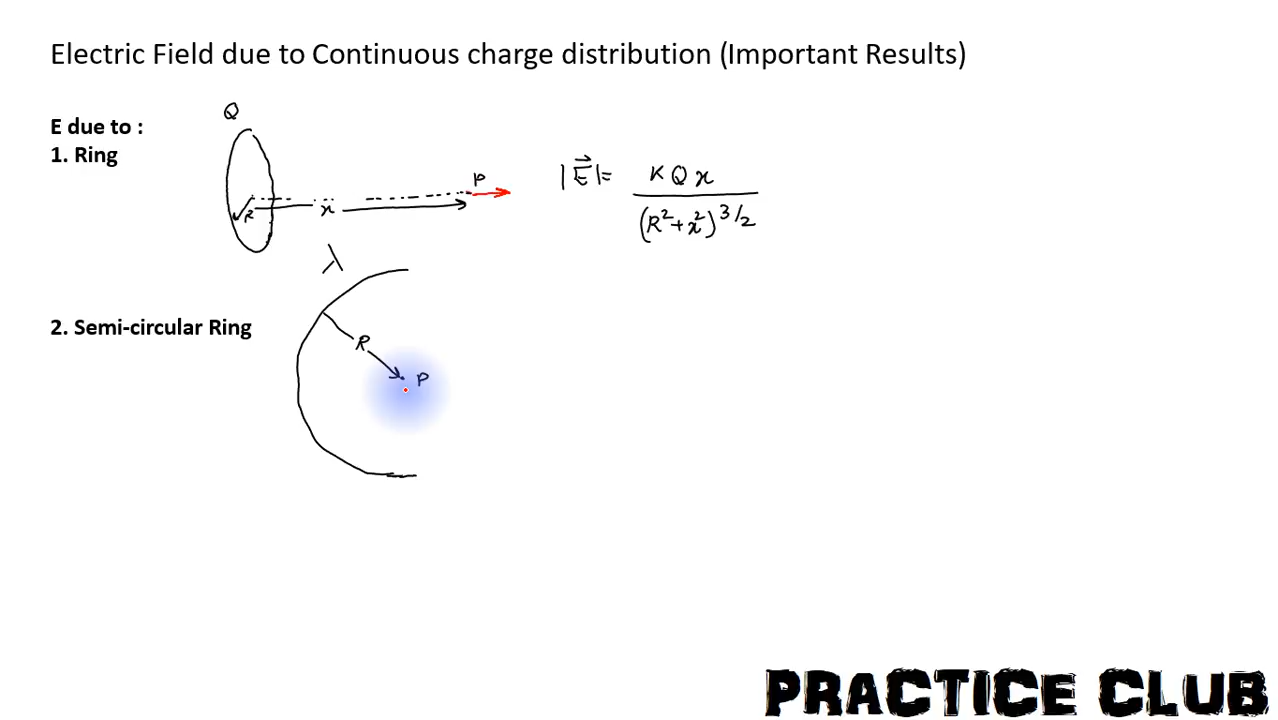 Electric Field due to Continuous charge distribution (Important Results)
Q
E due to :
1. Ring
P
R
x
|E⃗|= KQx / (R²+x²)^3/2
λ
2. Semi-circular Ring
R
P
PRACTICE CLUB